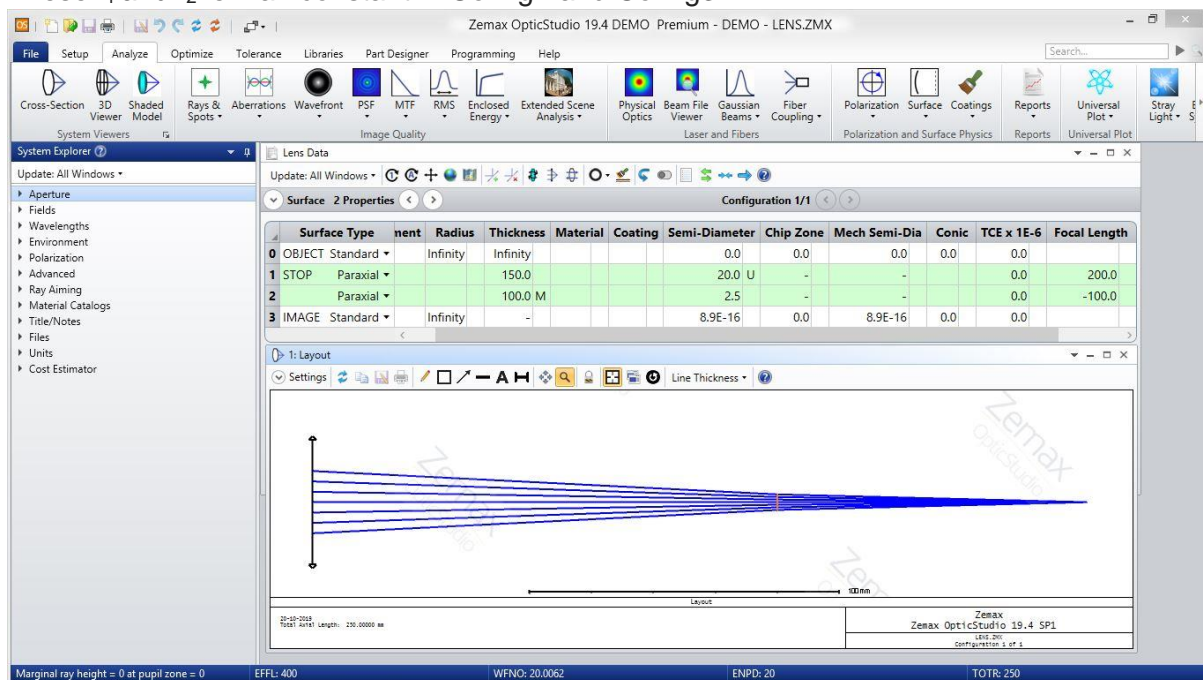 Zemax OpticStudio 19.4 DEMO Premium - DEMO - LENS.ZMX
File Setup Analyze Optimize Tolerance Libraries Part Designer Programming Help Search...
Cross-Section 3D Viewer Shaded Model Rays & Spots Aberrations Wavefront PSF MTF RMS Enclosed Energy Extended Scene Analysis Physical Optics Beam File Viewer Gaussian Beams Fiber Coupling Polarization Surface Coatings Reports Universal Plot Stray Light
System Viewers Image Quality Laser and Fibers Polarization and Surface Physics Reports Universal Plot
System Explorer
Update: All Windows
Aperture
Fields
Wavelengths
Environment
Polarization
Advanced
Ray Aiming
Material Catalogs
Title/Notes
Files
Units
Cost Estimator
Lens Data
Update: All Windows
Surface 2 Properties Configuration 1/1
Surface Type nent Radius Thickness Material Coating Semi-Diameter Chip Zone Mech Semi-Dia Conic TCE x 1E-6 Focal Length
0 OBJECT Standard Infinity Infinity 0.0 0.0 0.0 0.0 0.0
1 STOP Paraxial 150.0 20.0 U - - 0.0 200.0
2 Paraxial 100.0 M 2.5 - - 0.0 -100.0
3 IMAGE Standard Infinity - 8.9E-16 0.0 8.9E-16 0.0 0.0
1: Layout
Settings Line Thickness
Zemax
OpticStudio
Zemax
OpticStudio
Zemax
100 mm
Layout
20-10-2019
Total Axial Length: 250.00000 mm
Zemax
Zemax OpticStudio 19.4 SP1
LENS.ZMX
Configuration 1 of 1
Marginal ray height = 0 at pupil zone = 0 EFFL: 400 WFNO: 20.0062 ENPD: 20 TOTR: 250